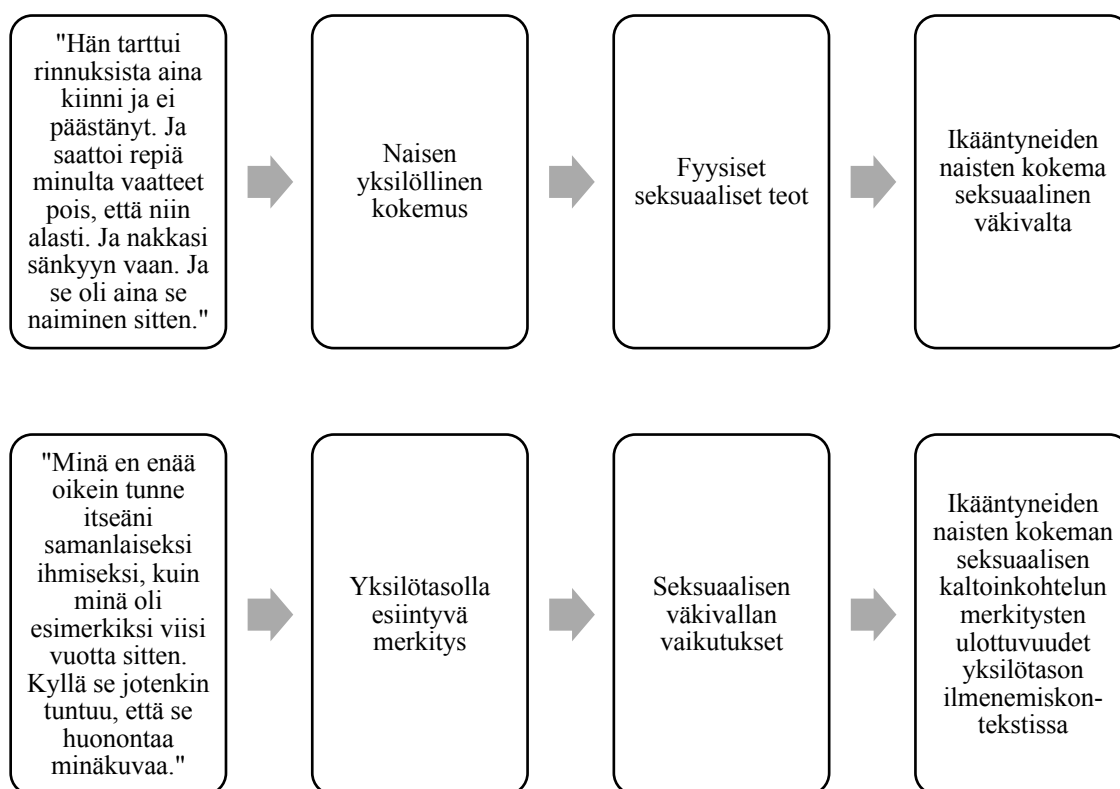 "Hän tarttui
rinnuksista aina
kiinni ja ei
päästänyt. Ja
saattoi repiä
minulta vaatteet
pois, että niin
alasti. Ja nakkasi
sänkyyn vaan. Ja
se oli aina se
naiminen sitten."
Naisen
yksilöllinen
kokemus
Fyysiset
seksuaaliset teot
Ikääntyneiden
naisten kokema
seksuaalinen
väkivalta
"Minä en enää
oikein tunne
itseäni
samanlaiseksi
ihmiseksi, kuin
minä oli
esimerkiksi viisi
vuotta sitten.
Kyllä se jotenkin
tuntuu, että se
huonontaa
minäkuvaa."
Yksilötasolla
esiintyvä
merkitys
Seksuaalisen
väkivallan
vaikutukset
Ikääntyneiden
naisten kokeman
seksuaalisen
kaltoinkohtelun
merkitysten
ulottuvuudet
yksilötason
ilmenemiskon-
tekstissa